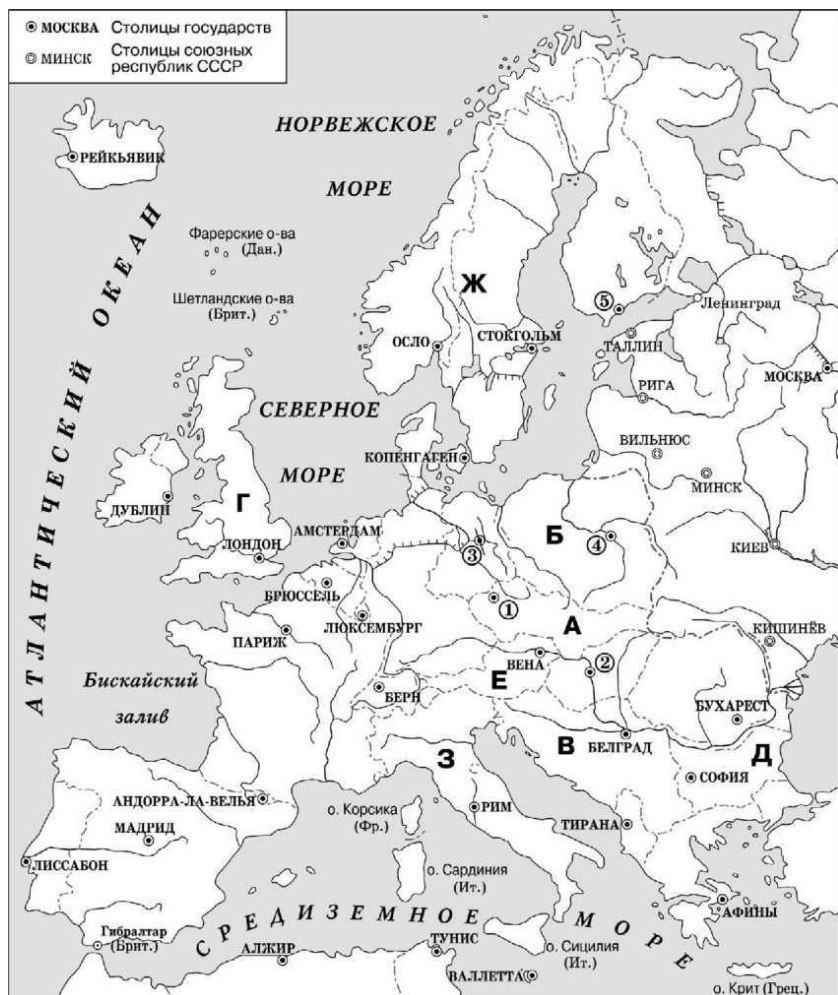 МОСКВА Столицы государств
МИНСК Столицы союзных
республик СССР
РЕЙКЬЯВИК
НОРВЕЖСКОЕ
МОРЕ
Фарерские о-ва
(Дан.)
Шетландские о-ва
(Брит.)
АТЛАНТИЧЕСКИЙ ОКЕАН
Ж
5
Ленинград
ОСЛО
СТОКГОЛЬМ
ТАЛЛИН
МОСКВА
РИГА
СЕВЕРНОЕ
МОРЕ
КОПЕНГАГЕН
ВИЛЬНЮС
МИНСК
ДУБЛИН
Г
ЛОНДОН
АМСТЕРДАМ
3
Б
4
КИЕВ
БРЮССЕЛЬ
1
ПАРИЖ
ЛЮКСЕМБУРГ
А
КИШИНЁВ
ВЕНА
2
Бискайский
залив
БЕРН
Е
БУХАРЕСТ
З
В
БЕЛГРАД
Д
СОФИЯ
АНДОРРА-ЛА-ВЕЛЬЯ
о. Корсика
(Фр.)
РИМ
ТИРАНА
МАДРИД
ЛИССАБОН
о. Сардиния
(Ит.)
СРЕДИЗЕМНОЕ МОРЕ
АФИНЫ
Гибралтар
(Брит.)
АЛЖИР
ТУНИС
о. Сицилия
(Ит.)
ВАЛЛЕТТА
о. Крит (Грец.)